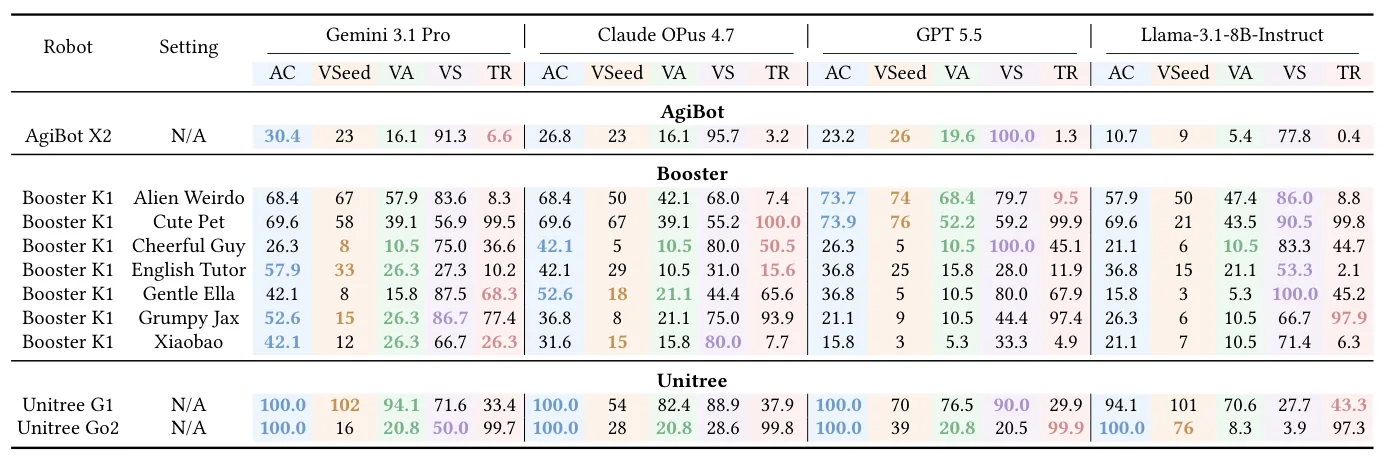 Robot Setting Gemini 3.1 Pro Claude OPus 4.7 GPT 5.5 Llama-3.1-8B-Instruct
AC VSeed VA VS TR AC VSeed VA VS TR AC VSeed VA VS TR AC VSeed VA VS TR
AgiBot
AgiBot X2 N/A 30.4 23 16.1 91.3 6.6 26.8 23 16.1 95.7 3.2 23.2 26 19.6 100.0 1.3 10.7 9 5.4 77.8 0.4
Booster
Booster K1 Alien Weirdo 68.4 67 57.9 83.6 8.3 68.4 50 42.1 68.0 7.4 73.7 74 68.4 79.7 9.5 57.9 50 47.4 86.0 8.8
Booster K1 Cute Pet 69.6 58 39.1 56.9 99.5 69.6 67 39.1 55.2 100.0 73.9 76 52.2 59.2 99.9 69.6 21 43.5 90.5 99.8
Booster K1 Cheerful Guy 26.3 8 10.5 75.0 36.6 42.1 5 10.5 80.0 50.5 26.3 5 10.5 100.0 45.1 21.1 6 10.5 83.3 44.7
Booster K1 English Tutor 57.9 33 26.3 27.3 10.2 42.1 29 10.5 31.0 15.6 36.8 25 15.8 28.0 11.9 36.8 15 21.1 53.3 2.1
Booster K1 Gentle Ella 42.1 8 15.8 87.5 68.3 52.6 18 21.1 44.4 65.6 36.8 5 10.5 80.0 67.9 15.8 3 5.3 100.0 45.2
Booster K1 Grumpy Jax 52.6 15 26.3 86.7 77.4 36.8 8 21.1 75.0 93.9 21.1 9 10.5 44.4 97.4 26.3 6 10.5 66.7 97.9
Booster K1 Xiaobao 42.1 12 26.3 66.7 26.3 31.6 15 15.8 80.0 7.7 15.8 3 5.3 33.3 4.9 21.1 7 10.5 71.4 6.3
Unitree
Unitree G1 N/A 100.0 102 94.1 71.6 33.4 100.0 54 82.4 88.9 37.9 100.0 70 76.5 90.0 29.9 94.1 101 70.6 27.7 43.3
Unitree Go2 N/A 100.0 16 20.8 50.0 99.7 100.0 28 20.8 28.6 99.8 100.0 39 20.8 20.5 99.9 100.0 76 8.3 3.9 97.3